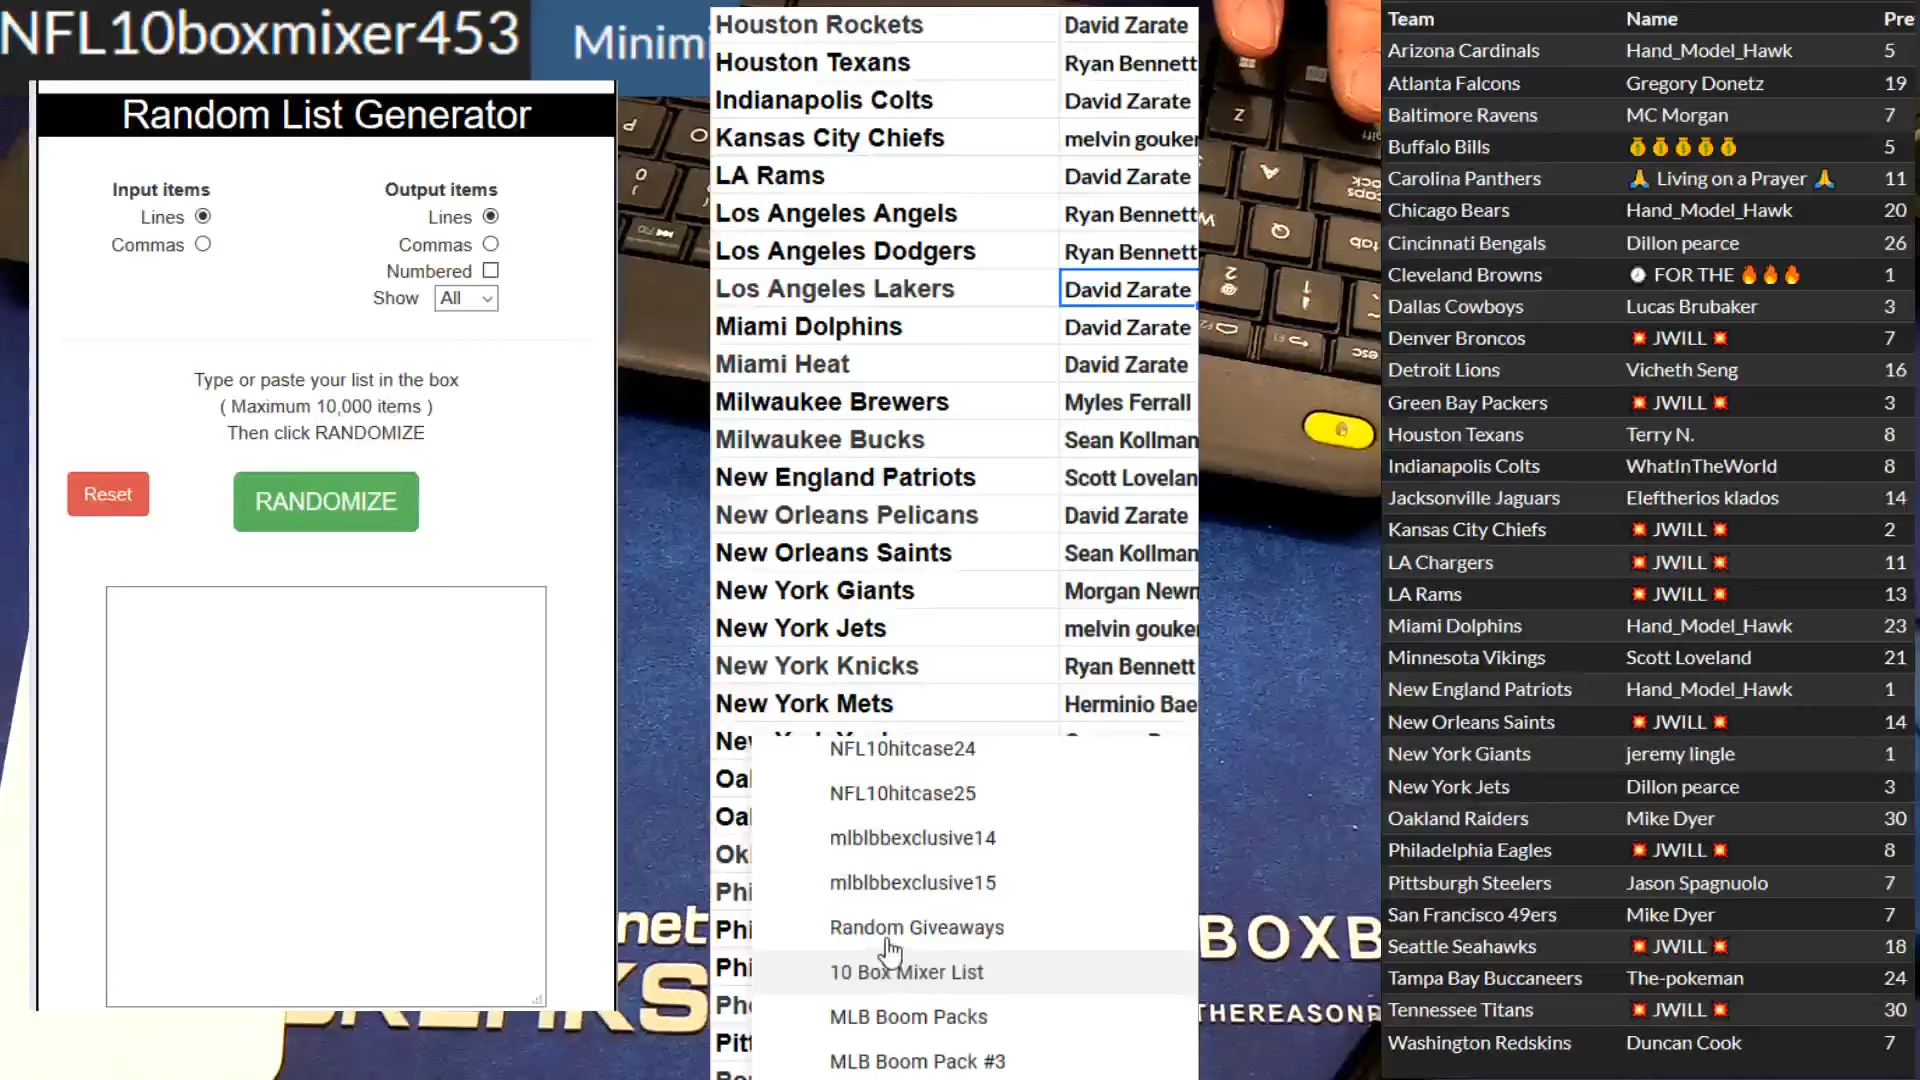 NFL10boxmixer453
Minimi
Random List Generator
Input items
Output items
Lines
Lines
Commas
Commas
Numbered
Show All
Type or paste your list in the box
( Maximum 10,000 items )
Then click RANDOMIZE
Reset
RANDOMIZE
Houston Rockets David Zarate
Houston Texans Ryan Bennett
Indianapolis Colts David Zarate
Kansas City Chiefs melvin gouker
LA Rams David Zarate
Los Angeles Angels Ryan Bennett
Los Angeles Dodgers Ryan Bennett
Los Angeles Lakers David Zarate
Miami Dolphins David Zarate
Miami Heat David Zarate
Milwaukee Brewers Myles Ferrall
Milwaukee Bucks Sean Kollman
New England Patriots Scott Lovelan
New Orleans Pelicans David Zarate
New Orleans Saints Sean Kollman
New York Giants Morgan Newn
New York Jets melvin gouker
New York Knicks Ryan Bennett
New York Mets Herminio Bae
Oa
Oa
Ok
Phi
Phi
Phi
Pho
Pitt
NFL10hitcase24
NFL10hitcase25
mlblbbexclusive14
mlblbbexclusive15
Random Giveaways
10 Box Mixer List
MLB Boom Packs
MLB Boom Pack #3
Team Name Pre
Arizona Cardinals Hand_Model_Hawk 5
Atlanta Falcons Gregory Donetz 19
Baltimore Ravens MC Morgan 7
Buffalo Bills 💰💰💰💰💰 5
Carolina Panthers 🙏 Living on a Prayer 🙏 11
Chicago Bears Hand_Model_Hawk 20
Cincinnati Bengals Dillon pearce 26
Cleveland Browns 🕗 FOR THE 🔥🔥🔥 1
Dallas Cowboys Lucas Brubaker 3
Denver Broncos 💥 JWILL 💥 7
Detroit Lions Vicheth Seng 16
Green Bay Packers 💥 JWILL 💥 3
Houston Texans Terry N. 8
Indianapolis Colts WhatInTheWorld 8
Jacksonville Jaguars Eleftherios klados 14
Kansas City Chiefs 💥 JWILL 💥 2
LA Chargers 💥 JWILL 💥 11
LA Rams 💥 JWILL 💥 13
Miami Dolphins Hand_Model_Hawk 23
Minnesota Vikings Scott Loveland 21
New England Patriots Hand_Model_Hawk 1
New Orleans Saints 💥 JWILL 💥 14
New York Giants jeremy lingle 1
New York Jets Dillon pearce 3
Oakland Raiders Mike Dyer 30
Philadelphia Eagles 💥 JWILL 💥 8
Pittsburgh Steelers Jason Spagnuolo 7
San Francisco 49ers Mike Dyer 7
Seattle Seahawks 💥 JWILL 💥 18
Tampa Bay Buccaneers The-pokeman 24
Tennessee Titans 💥 JWILL 💥 30
Washington Redskins Duncan Cook 7
net
BOXB
THEREASON